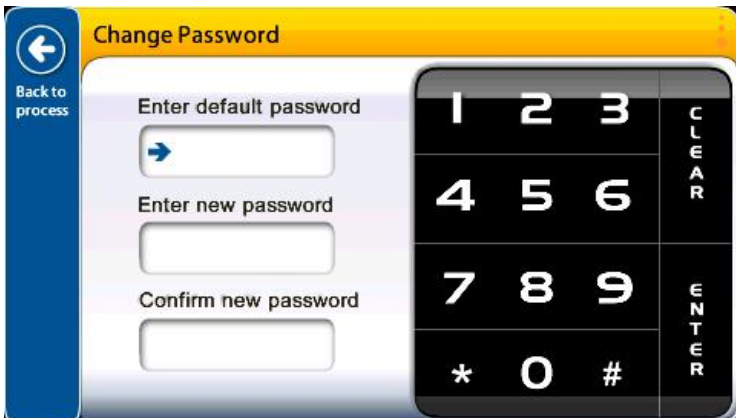 Change Password
Back to
process
Enter default password
Enter new password
Confirm new password
1 2 3
4 5 6
7 8 9
* 0 #
CLEAR
ENTER